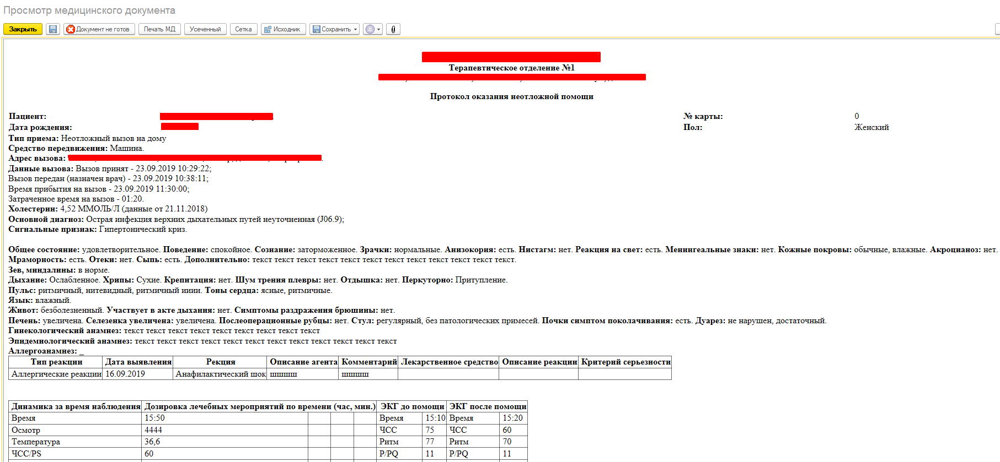 Просмотр медицинского документа
Закрыть Документ не готов Печать МД Усеченный Сетка Исходник Сохранить
Терапевтическое отделение №1
Протокол оказания неотложной помощи
Пациент: № карты: 0
Дата рождения: Пол: Женский
Тип приема: Неотложный вызов на дому
Средство передвижения: Машина.
Адрес вызова:
Данные вызова: Вызов принят - 23.09.2019 10:29:22;
Вызов передан (назначен врач) - 23.09.2019 10:38:11;
Время прибытия на вызов - 23.09.2019 11:30:00;
Затраченное время на вызов - 01:20.
Холестерин: 4,52 ММОЛЬ/Л (данные от 21.11.2018)
Основной диагноз: Острая инфекция верхних дыхательных путей неуточненная (J06.9);
Сигнальные признак: Гипертонический криз.
Общее состояние: удовлетворительное. Поведение: спокойное. Сознание: заторможенное. Зрачки: нормальные. Анизокория: есть. Нистагм: нет. Реакция на свет: есть. Менингеальные знаки: нет. Кожные покровы: обычные, влажные. Акроцианоз: нет.
Мраморность: есть. Отеки: нет. Сыпь: есть. Дополнительно: текст текст текст текст текст текст текст текст текст текст текст текст.
Зев, миндалины: в норме.
Дыхание: Ослабленное. Хрипы: Сухие. Крепитация: нет. Шум трения плевры: нет. Отдышка: нет. Перкуторно: Притупление.
Пульс: ритмичный, нитевидный, ритмичный ииии. Тоны сердца: ясные, ритмичные.
Язык: влажный.
Живот: безболезненный. Участвует в акте дыхания: нет. Симптомы раздражения брюшины: нет.
Печень: увеличена. Селезенка увеличена: увеличена. Послеоперационные рубцы: нет. Стул: регулярный, без патологических примесей. Почки симптом поколачивания: есть. Дуарез: не нарушен, достаточный.
Гинекологический анамнез: текст текст текст текст текст текст текст текст текст
Эпидемиологический анамнез: текст текст текст текст текст текст текст текст текст текст текст текст
Аллергоанамнез: _
Тип реакции Дата выявления Рекция Описание агента Комментарий Лекарственное средство Описание реакции Критерий серьезности
Аллергические реакции 16.09.2019 Анафилактический шок шшшш шшшш
Динамика за время наблюдения Дозировка лечебных мероприятий по времени (час, мин.) ЭКГ до помощи ЭКГ после помощи
Время 15:50 Время 15:10 Время 15:20
Осмотр 4444 ЧСС 75 ЧСС 60
Температура 36,6 Ритм 77 Ритм 70
ЧСС/PS 60 P/PQ 11 P/PQ 11